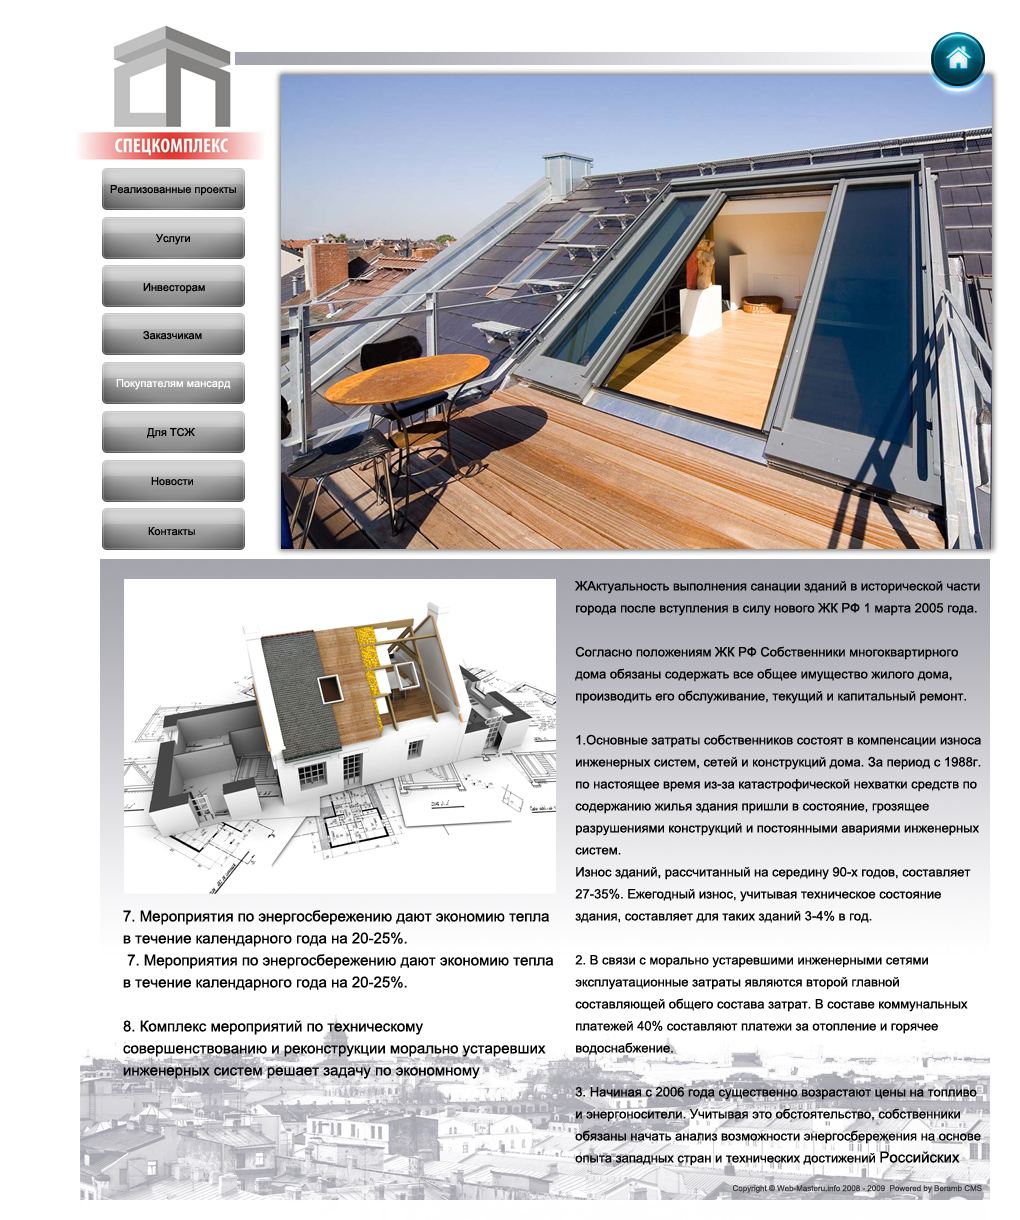 СПЕЦКОМПЛЕКС
Реализованные проекты
Услуги
Инвесторам
Заказчикам
Покупателям мансард
Для ТСЖ
Новости
Контакты
7. Мероприятия по энергосбережению дают экономию тепла
в течение календарного года на 20-25%.
7. Мероприятия по энергосбережению дают экономию тепла
в течение календарного года на 20-25%.
8. Комплекс мероприятий по техническому
совершенствованию и реконструкции морально устаревших
инженерных систем решает задачу по экономному
ЖАктуальность выполнения санации зданий в исторической части
города после вступления в силу нового ЖК РФ 1 марта 2005 года.
Согласно положениям ЖК РФ Собственники многоквартирного
дома обязаны содержать все общее имущество жилого дома,
производить его обслуживание, текущий и капитальный ремонт.
1.Основные затраты собственников состоят в компенсации износа
инженерных систем, сетей и конструкций дома. За период с 1988г.
по настоящее время из-за катастрофической нехватки средств по
содержанию жилья здания пришли в состояние, грозящее
разрушениями конструкций и постоянными авариями инженерных
систем.
Износ зданий, рассчитанный на середину 90-х годов, составляет
27-35%. Ежегодный износ, учитывая техническое состояние
здания, составляет для таких зданий 3-4% в год.
2. В связи с морально устаревшими инженерными сетями
эксплуатационные затраты являются второй главной
составляющей общего состава затрат. В составе коммунальных
платежей 40% составляют платежи за отопление и горячее
водоснабжение.
3. Начиная с 2006 года существенно возрастают цены на топливо
и энергоносители. Учитывая это обстоятельство, собственники
обязаны начать анализ возможности энергосбережения на основе
опыта западных стран и технических достижений Российских
Copyright © Web-Masteru.info 2008 - 2009 Powered by Beramb CMS